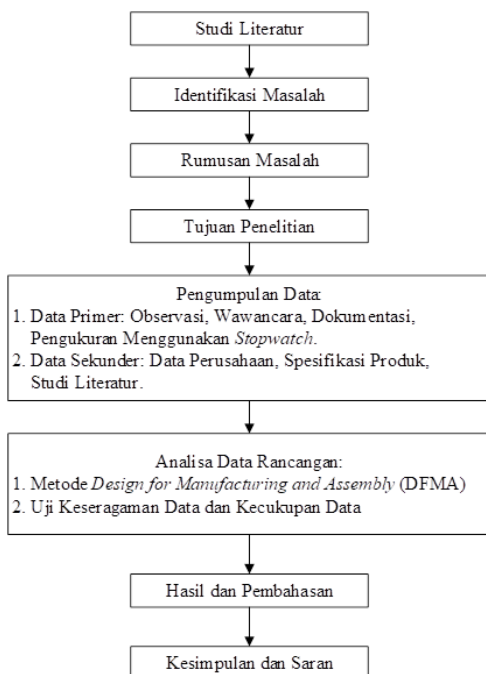 Studi Literatur
Identifikasi Masalah
Rumusan Masalah
Tujuan Penelitian
Pengumpulan Data:
1. Data Primer: Observasi, Wawancara, Dokumentasi,
Pengukuran Menggunakan Stopwatch.
2. Data Sekunder: Data Perusahaan, Spesifikasi Produk,
Studi Literatur.
Analisa Data Rancangan:
1. Metode Design for Manufacturing and Assembly (DFMA)
2. Uji Keseragaman Data dan Kecukupan Data
Hasil dan Pembahasan
Kesimpulan dan Saran